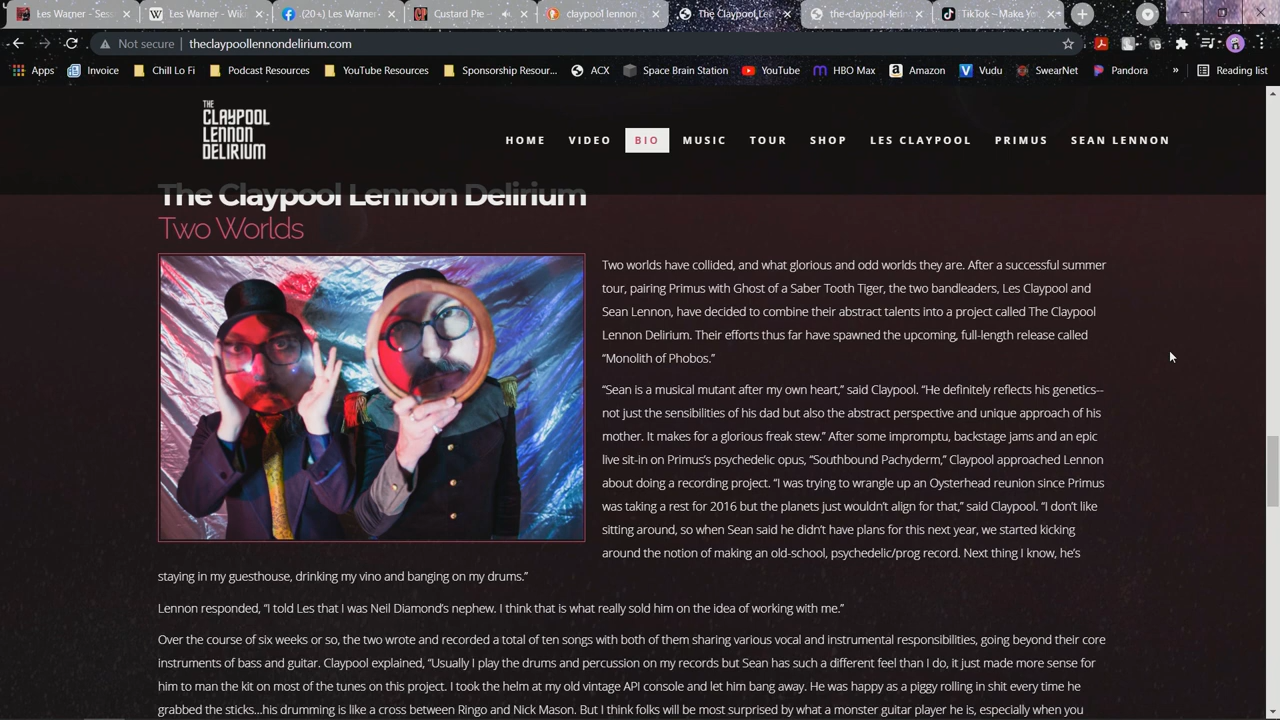 Les Warner - Ses
Les Warner - Wiki
(20+) Les Warner -
Custard Pie -
claypool lennon
The Claypool Len
the-claypool-lenn
TikTok - Make Yo
Not secure | theclaypoollennondelirium.com
Apps Invoice Chill Lo Fi Podcast Resources YouTube Resources Sponsorship Resour... ACX Space Brain Station YouTube HBO Max Amazon Vudu SwearNet Pandora » Reading list
THE
CLAYPOOL
LENNON
DELIRIUM
HOME VIDEO BIO MUSIC TOUR SHOP LES CLAYPOOL PRIMUS SEAN LENNON
The Claypool Lennon Delirium
Two Worlds
Two worlds have collided, and what glorious and odd worlds they are. After a successful summer
tour, pairing Primus with Ghost of a Saber Tooth Tiger, the two bandleaders, Les Claypool and
Sean Lennon, have decided to combine their abstract talents into a project called The Claypool
Lennon Delirium. Their efforts thus far have spawned the upcoming, full-length release called
“Monolith of Phobos.”
“Sean is a musical mutant after my own heart,” said Claypool. “He definitely reflects his genetics--
not just the sensibilities of his dad but also the abstract perspective and unique approach of his
mother. It makes for a glorious freak stew.” After some impromptu, backstage jams and an epic
live sit-in on Primus’s psychedelic opus, “Southbound Pachyderm,” Claypool approached Lennon
about doing a recording project. “I was trying to wrangle up an Oysterhead reunion since Primus
was taking a rest for 2016 but the planets just wouldn’t align for that,” said Claypool. “I don’t like
sitting around, so when Sean said he didn’t have plans for this next year, we started kicking
around the notion of making an old-school, psychedelic/prog record. Next thing I know, he’s
staying in my guesthouse, drinking my vino and banging on my drums.”
Lennon responded, “I told Les that I was Neil Diamond’s nephew. I think that is what really sold him on the idea of working with me.”
Over the course of six weeks or so, the two wrote and recorded a total of ten songs with both of them sharing various vocal and instrumental responsibilities, going beyond their core
instruments of bass and guitar. Claypool explained, “Usually I play the drums and percussion on my records but Sean has such a different feel than I do, it just made more sense for
him to man the kit on most of the tunes on this project. I took the helm at my old vintage API console and let him bang away. He was happy as a piggy rolling in shit every time he
grabbed the sticks...his drumming is like a cross between Ringo and Nick Mason. But I think folks will be most surprised by what a monster guitar player he is, especially when you